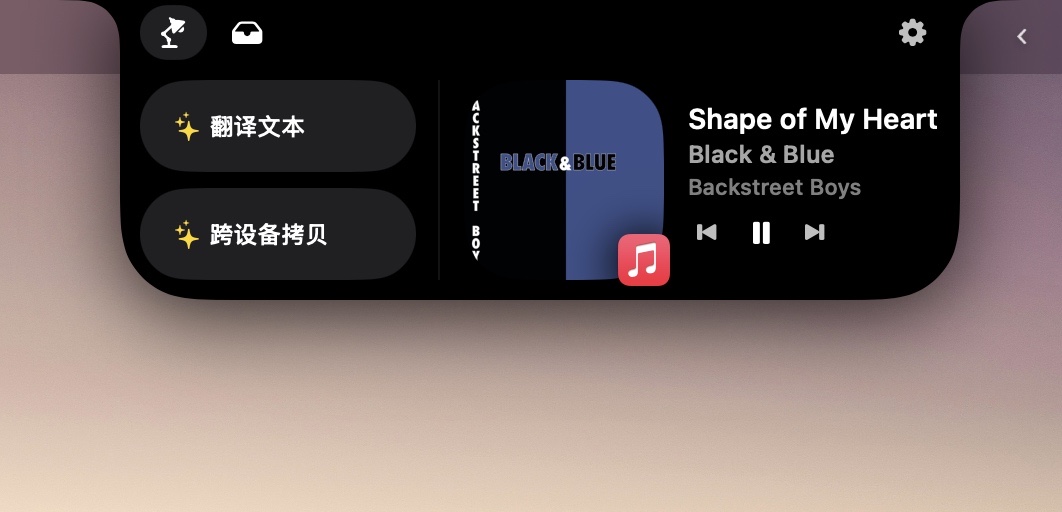 翻译文本
跨设备拷贝
ACKSTREET BOY
BLACK&BLUE
Shape of My Heart
Black & Blue
Backstreet Boys